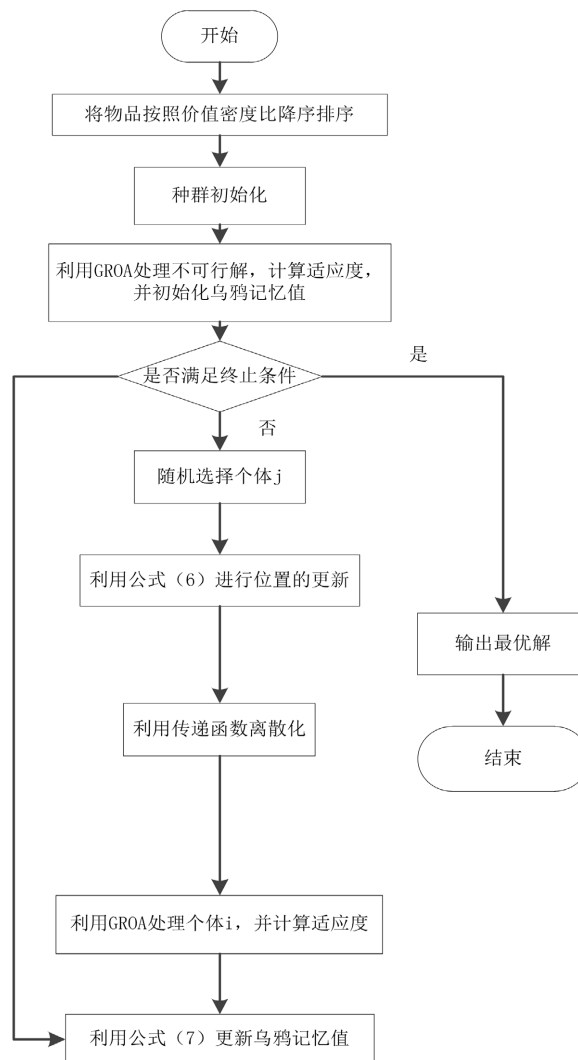 开始
将物品按照价值密度比降序排序
种群初始化
利用GROA处理不可行解，计算适应度，
并初始化乌鸦记忆值
是否满足终止条件
是
否
随机选择个体j
利用公式（6）进行位置的更新
输出最优解
利用传递函数离散化
结束
利用GROA处理个体i，并计算适应度
利用公式（7）更新乌鸦记忆值